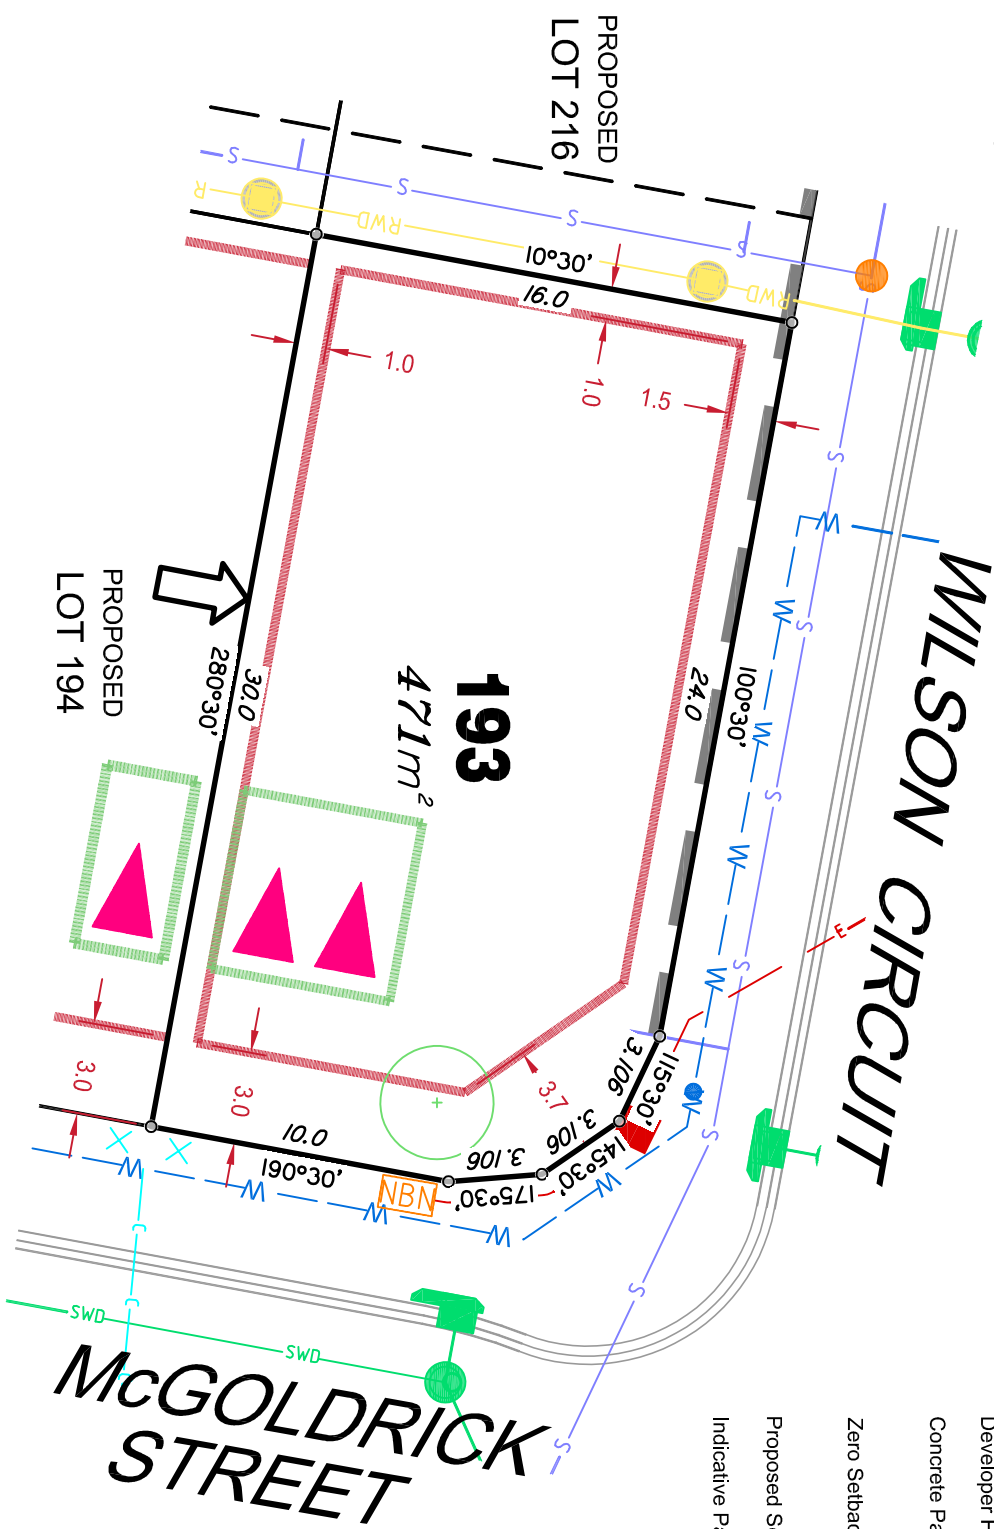 PROPOSED
LOT 216
S
S
S
S
R
RWD
RWD
10°30'
16.0
1.0
1.0
1.5
S
W
S
W
WILSON CIRCUIT
PROPOSED
LOT 194
280°30'
30.0
193
471m²
24.0
100°30'
W
S
W
S
W
E
3.0
3.0
3.7
3.106
115°30'
W
S
3.106
145°30'
3.106
175°30'
10.0
190°30'
NBN
W
W
W
W
W
C
C
S
SWD
SWD
S
McGOLDRICK
STREET
Developer H
Concrete Pa
Zero Setbac
Proposed Se
Indicative Pa